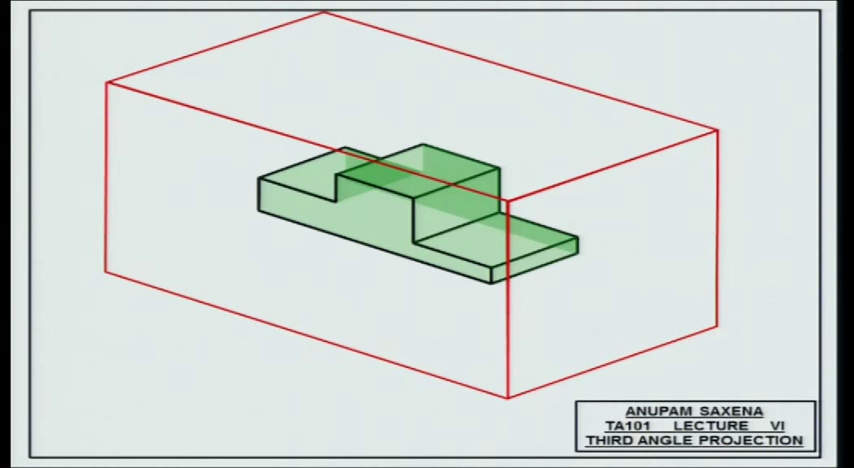 ANUPAM SAXENA
TA101 LECTURE VI
THIRD ANGLE PROJECTION